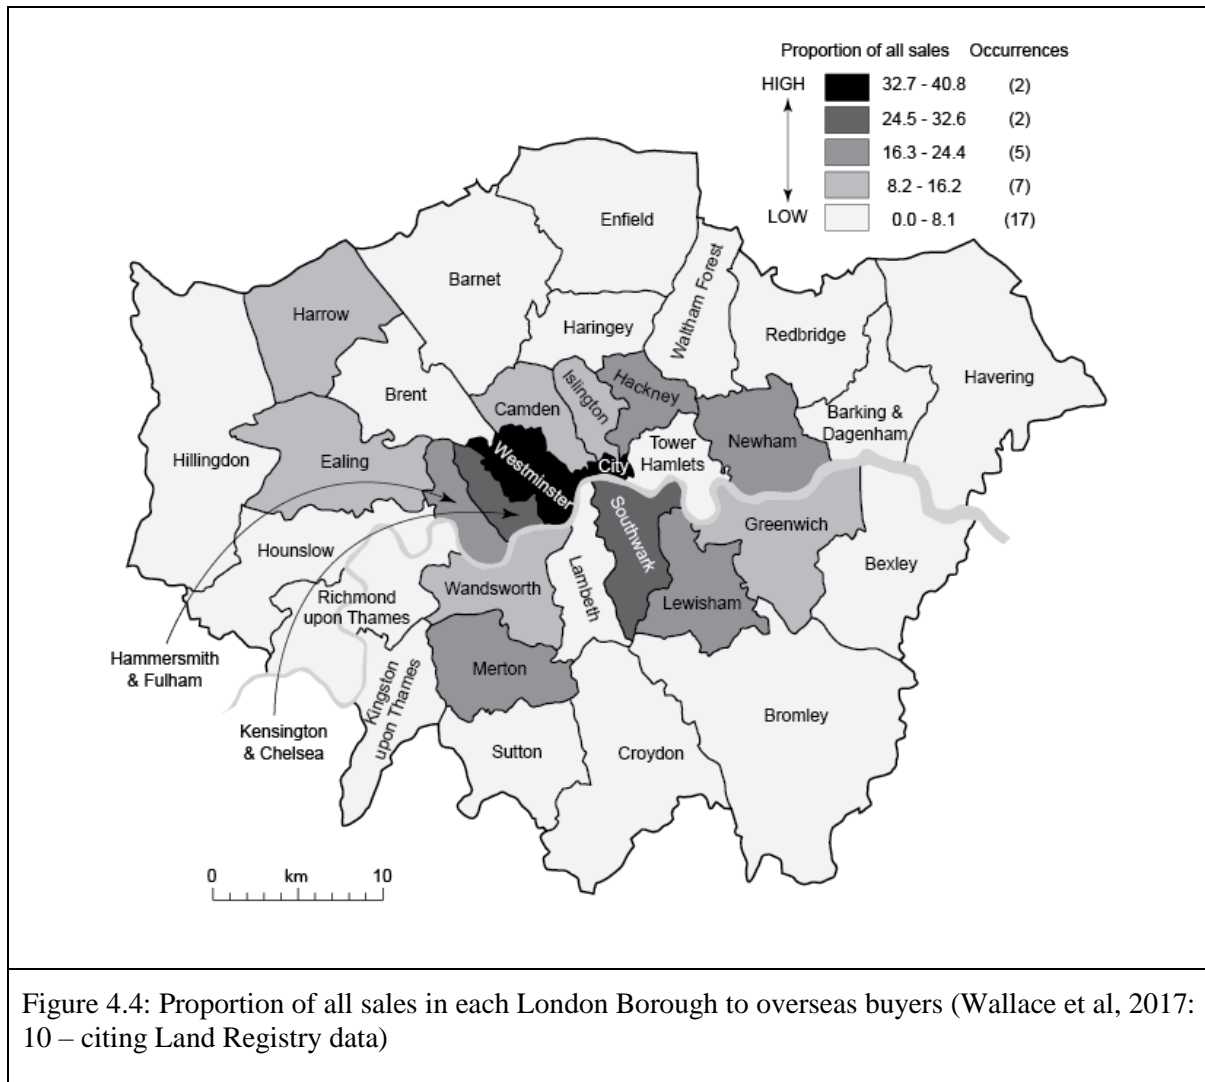 Proportion of all sales Occurrences
HIGH 32.7 - 40.8 (2)
24.5 - 32.6 (2)
16.3 - 24.4 (5)
8.2 - 16.2 (7)
LOW 0.0 - 8.1 (17)
Enfield
Barnet
Waltham Forest
Harrow
Haringey
Redbridge
Havering
Brent
Islington
Hackney
Camden
Barking &
Dagenham
Newham
Tower
Hamlets
Hillingdon
Ealing
Westminster
City
Southwark
Greenwich
Hounslow
Bexley
Wandsworth
Lambeth
Lewisham
Richmond
upon Thames
Hammersmith
& Fulham
Merton
Kingston
upon Thames
Bromley
Kensington
& Chelsea
Sutton
Croydon
0 km 10
Figure 4.4: Proportion of all sales in each London Borough to overseas buyers (Wallace et al, 2017:
10 – citing Land Registry data)